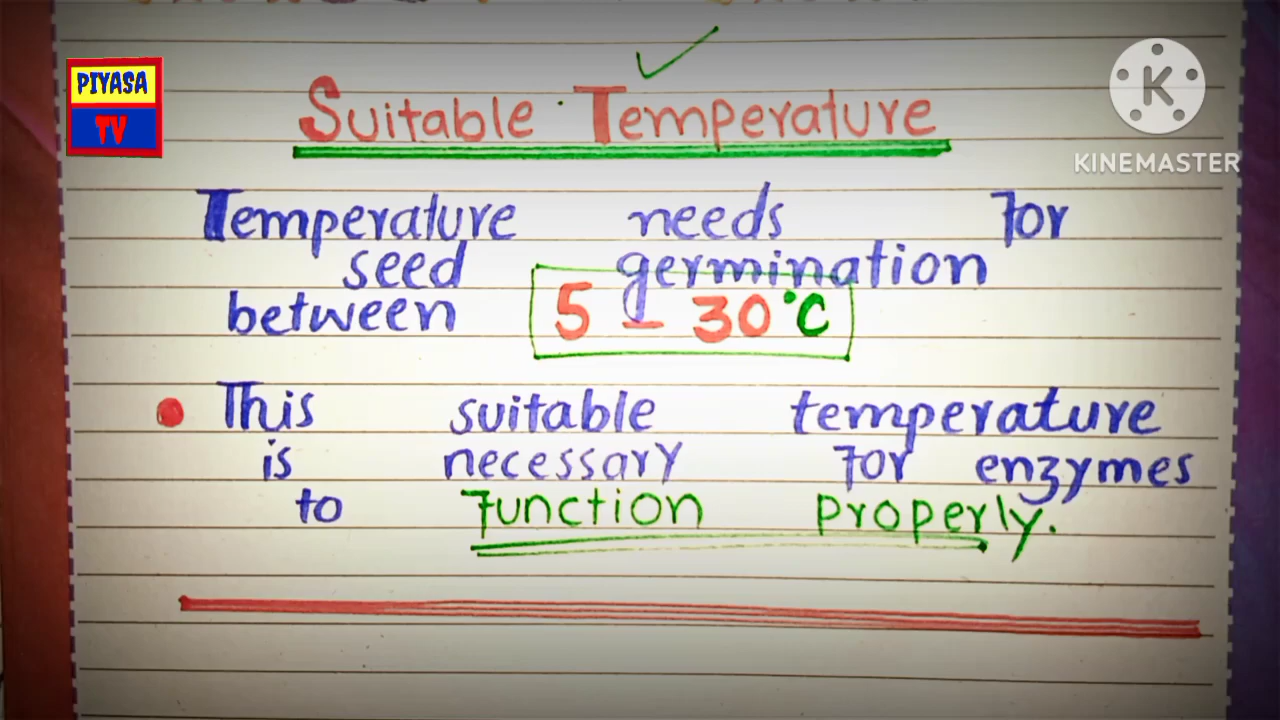 PIYASA
TV
K
KINEMASTER
Suitable Temperature
Temperature needs for
seed germination
between 5 - 30°C
This suitable temperature
is necessary for enzymes
to function properly.